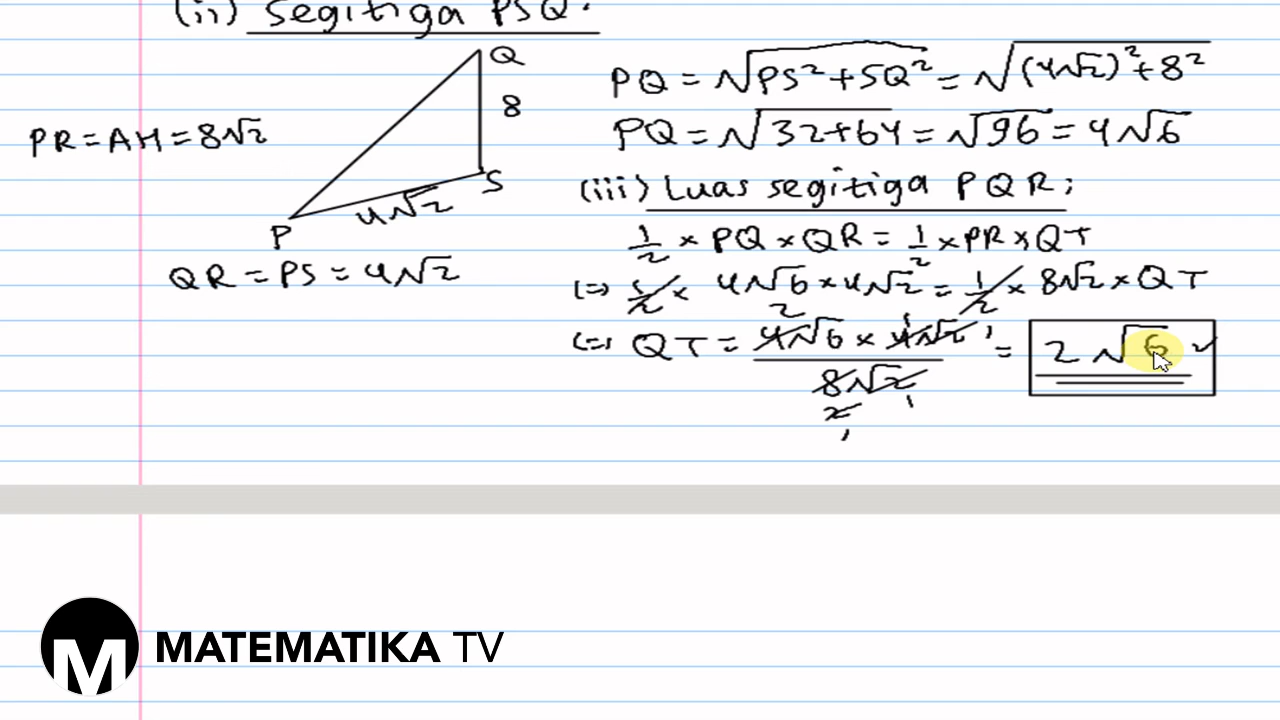 (ii) Segitiga PSQ:
Q
8
S
4√2
P
PR = AH = 8√2
QR = PS = 4√2
PQ = √PS² + SQ² = √(4√2)² + 8²
PQ = √32+64 = √96 = 4√6
(iii) Luas segitiga PQR:
1/2 × PQ × QR = 1/2 × PR × QT
(=) 1/2 × 4√6 × 4√2 = 1/2 × 8√2 × QT
(=) QT = 4√6 × 4√2 / 8√2 = 2√6
MATEMATIKA TV